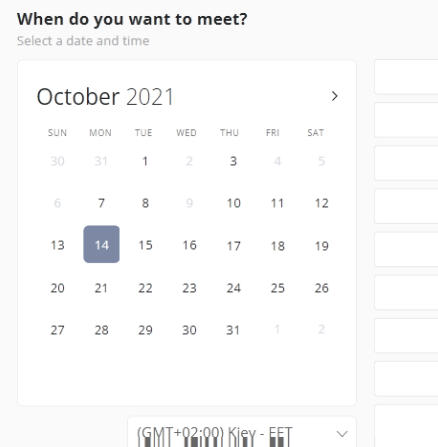 When do you want to meet?
Select a date and time
October 2021
SUN MON TUE WED THU FRI SAT
30 31 1 2 3 4 5
6 7 8 9 10 11 12
13 14 15 16 17 18 19
20 21 22 23 24 25 26
27 28 29 30 31 1 2
(GMT+02:00) Kiev - EET